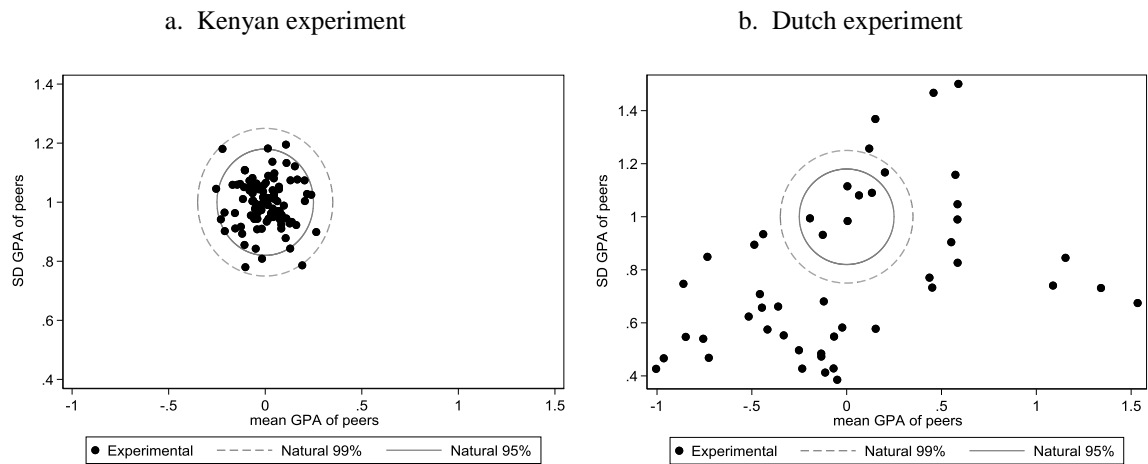 a. Kenyan experiment
SD GPA of peers
1.4
1.2
1
.8
.6
.4
-1 -.5 0 .5 1 1.5
mean GPA of peers
Experimental Natural 99% Natural 95%
b. Dutch experiment
SD GPA of peers
1.4
1.2
1
.8
.6
.4
-1 -.5 0 .5 1 1.5
mean GPA of peers
Experimental Natural 99% Natural 95%